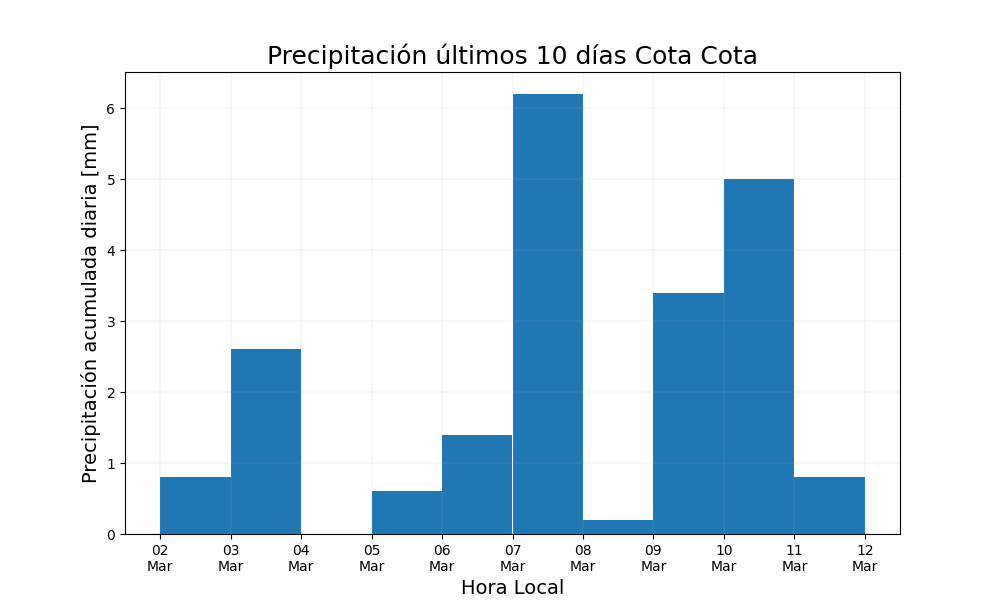 Precipitación últimos 10 días Cota Cota
Precipitación acumulada diaria [mm]
6
5
4
3
2
1
0
02 03 04 05 06 07 08 09 10 11 12
Mar Mar Mar Mar Mar Mar Mar Mar Mar Mar Mar
Hora Local